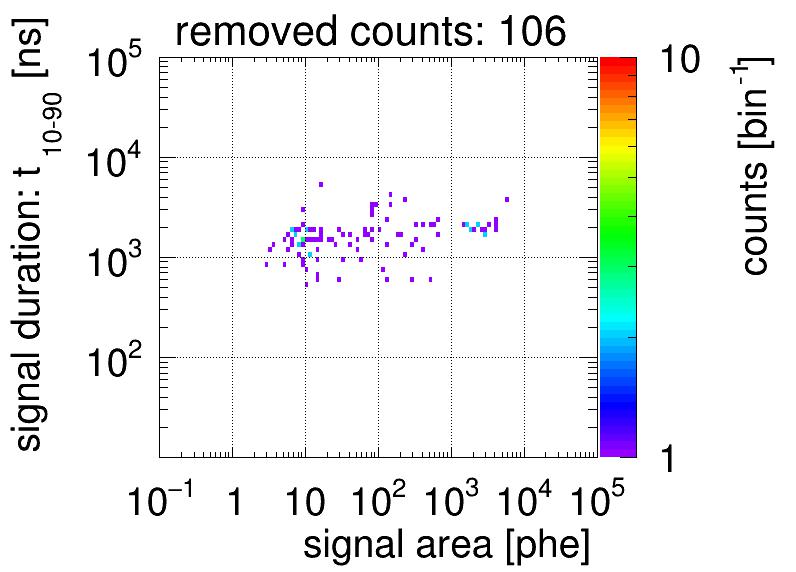 removed counts: 106
signal duration: t 10-90 [ns]
10^5
10^4
10^3
10^2
10^−1 1 10 10^2 10^3 10^4 10^5
signal area [phe]
10
1
counts [bin^-1]